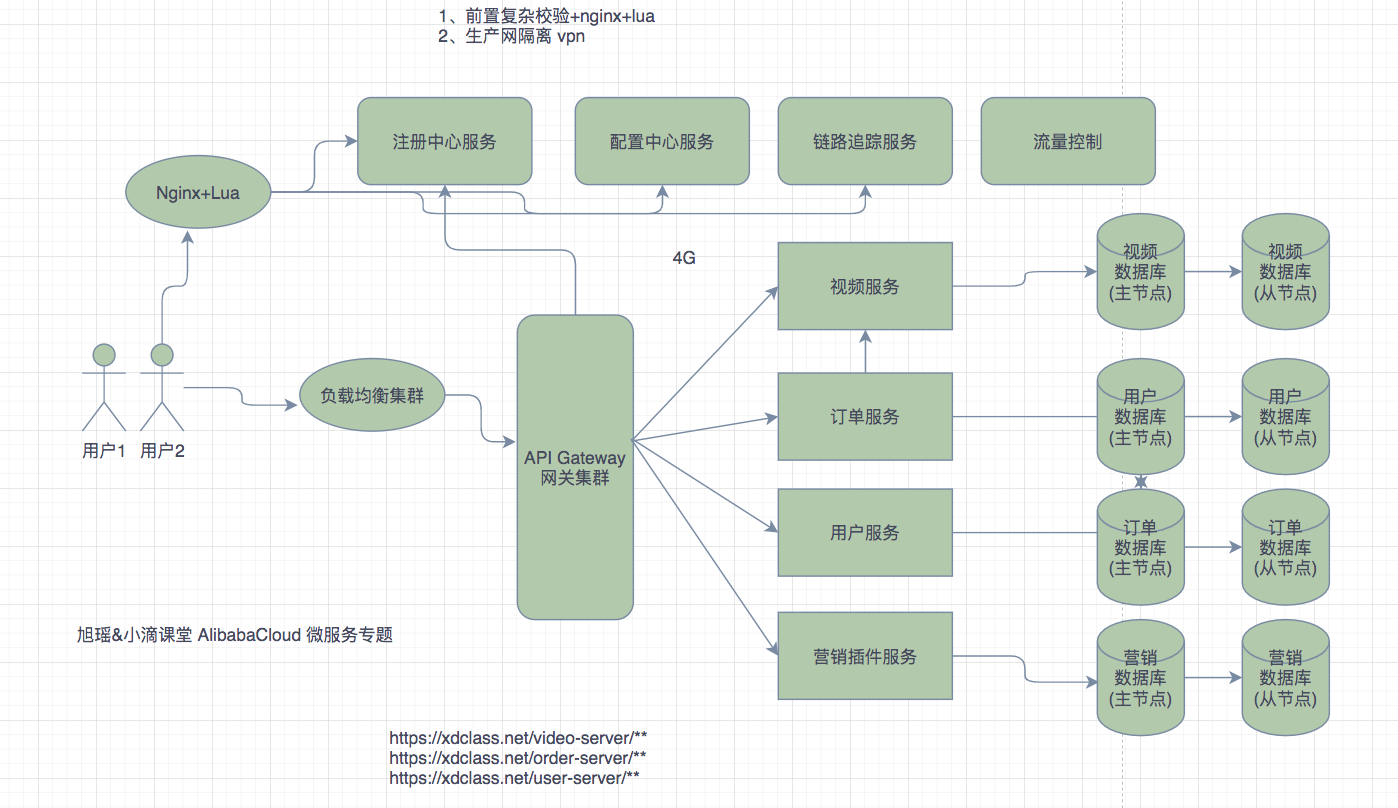 1、前置复杂校验+nginx+lua
2、生产网隔离 vpn
注册中心服务
配置中心服务
链路追踪服务
流量控制
Nginx+Lua
4G
视频服务
视频
数据库
(主节点)
视频
数据库
(从节点)
用户1
用户2
负载均衡集群
API Gateway
网关集群
订单服务
用户
数据库
(主节点)
用户
数据库
(从节点)
用户服务
订单
数据库
(主节点)
订单
数据库
(从节点)
旭瑶&小滴课堂 AlibabaCloud 微服务专题
营销插件服务
营销
数据库
(主节点)
营销
数据库
(从节点)
https://xdclass.net/video-server/**
https://xdclass.net/order-server/**
https://xdclass.net/user-server/**